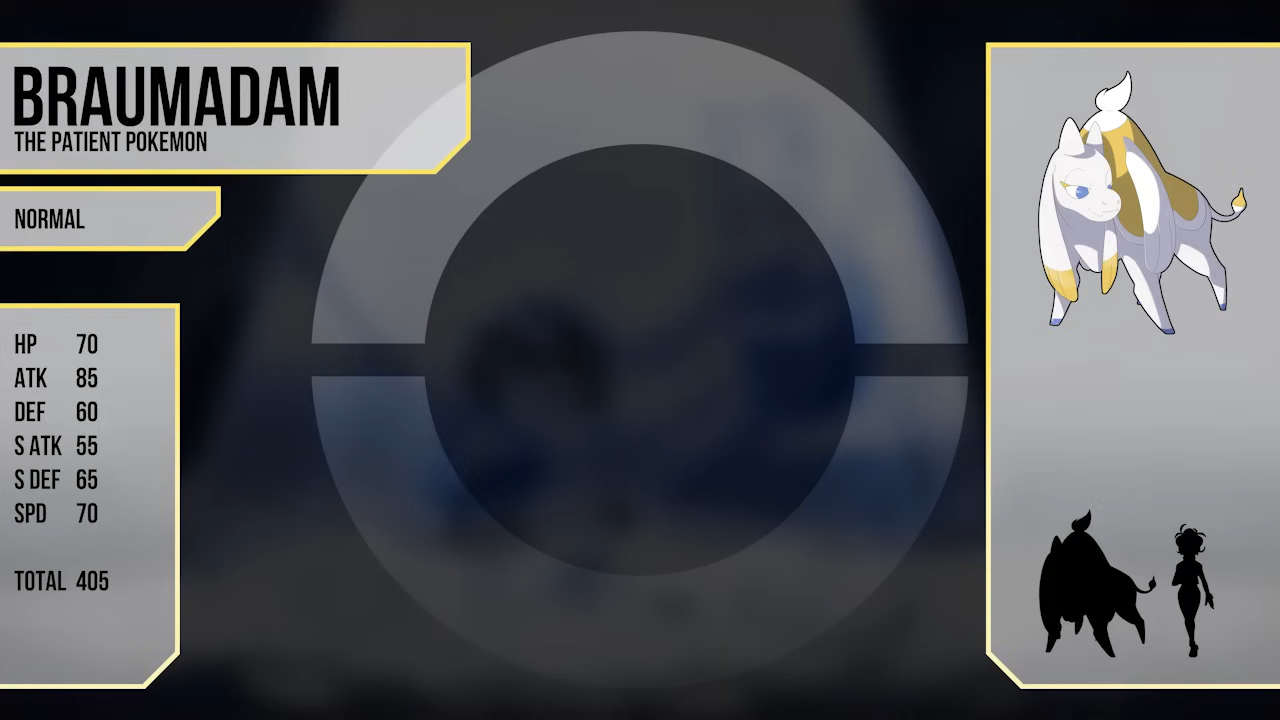 BRAUMADAM
THE PATIENT POKEMON
NORMAL
HP 70
ATK 85
DEF 60
S ATK 55
S DEF 65
SPD 70
TOTAL 405